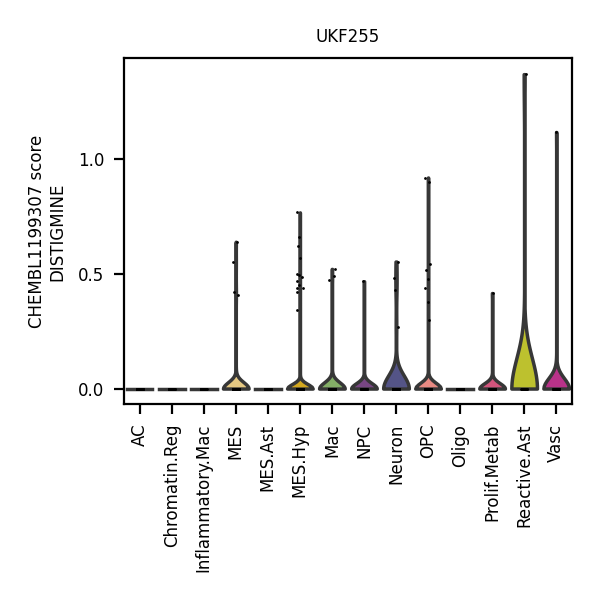 UKF255
CHEMBL1199307 score
DISTIGMINE
1.0
0.5
0.0
AC
Chromatin.Reg
Inflammatory.Mac
MES
MES.Ast
MES.Hyp
Mac
NPC
Neuron
OPC
Oligo
Prolif.Metab
Reactive.Ast
Vasc